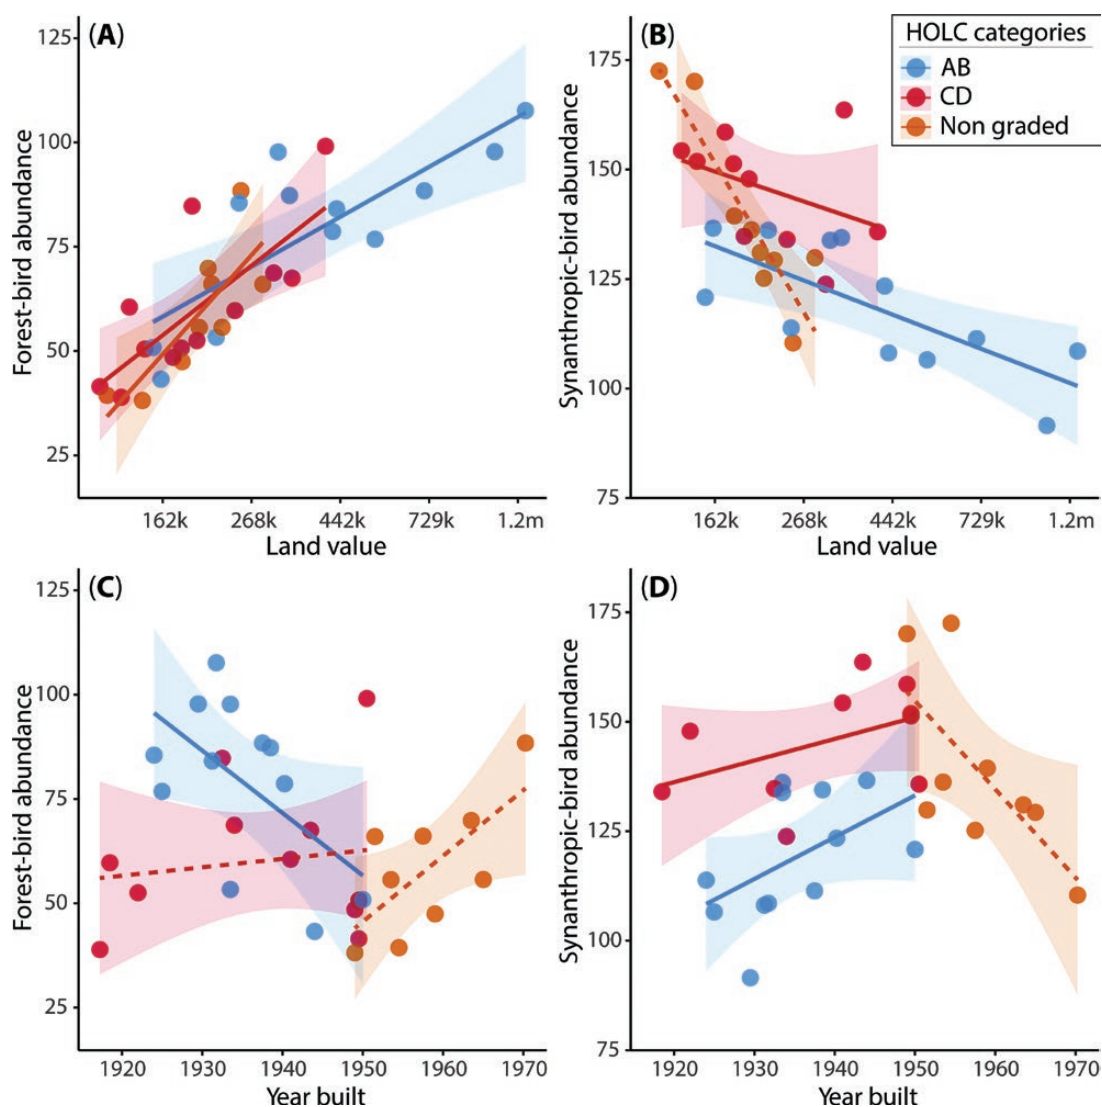 (A)
Forest-bird abundance
125
100
75
50
25
162k 268k 442k 729k 1.2m
Land value
(B)
Synanthropic-bird abundance
175
150
125
100
75
162k 268k 442k 729k 1.2m
Land value
HOLC categories
AB
CD
Non graded
(C)
Forest-bird abundance
125
100
75
50
25
1920 1930 1940 1950 1960 1970
Year built
(D)
Synanthropic-bird abundance
175
150
125
100
75
1920 1930 1940 1950 1960 1970
Year built